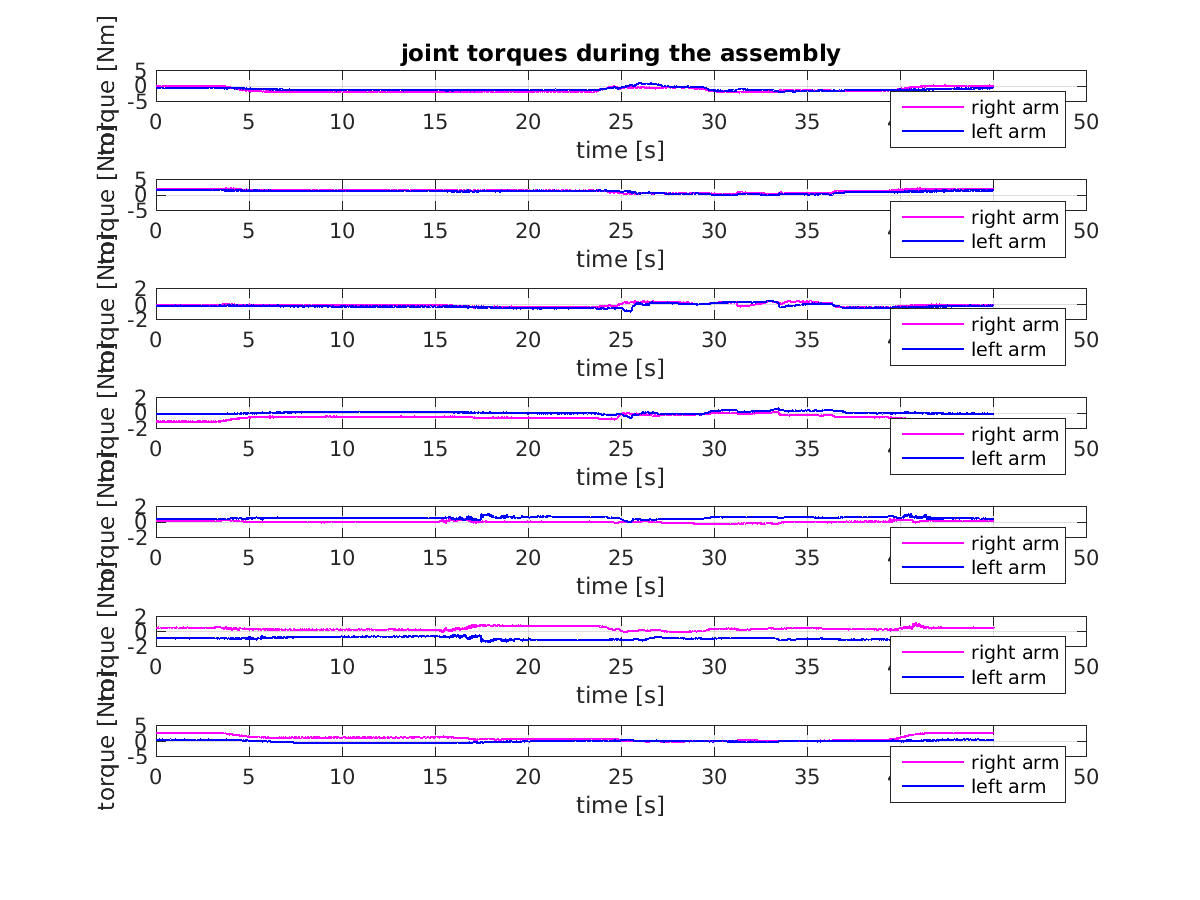 joint torques during the assembly
torque [Nm]
5
0
-5
0 5 10 15 20 25 30 35 50
time [s]
right arm
left arm
torque [Nm]
5
0
-5
0 5 10 15 20 25 30 35 50
time [s]
right arm
left arm
torque [Nm]
2
0
-2
0 5 10 15 20 25 30 35 50
time [s]
right arm
left arm
torque [Nm]
2
0
-2
0 5 10 15 20 25 30 35 50
time [s]
right arm
left arm
torque [Nm]
2
0
-2
0 5 10 15 20 25 30 35 50
time [s]
right arm
left arm
torque [Nm]
2
0
-2
0 5 10 15 20 25 30 35 50
time [s]
right arm
left arm
torque [Nm]
5
0
-5
0 5 10 15 20 25 30 35 50
time [s]
right arm
left arm